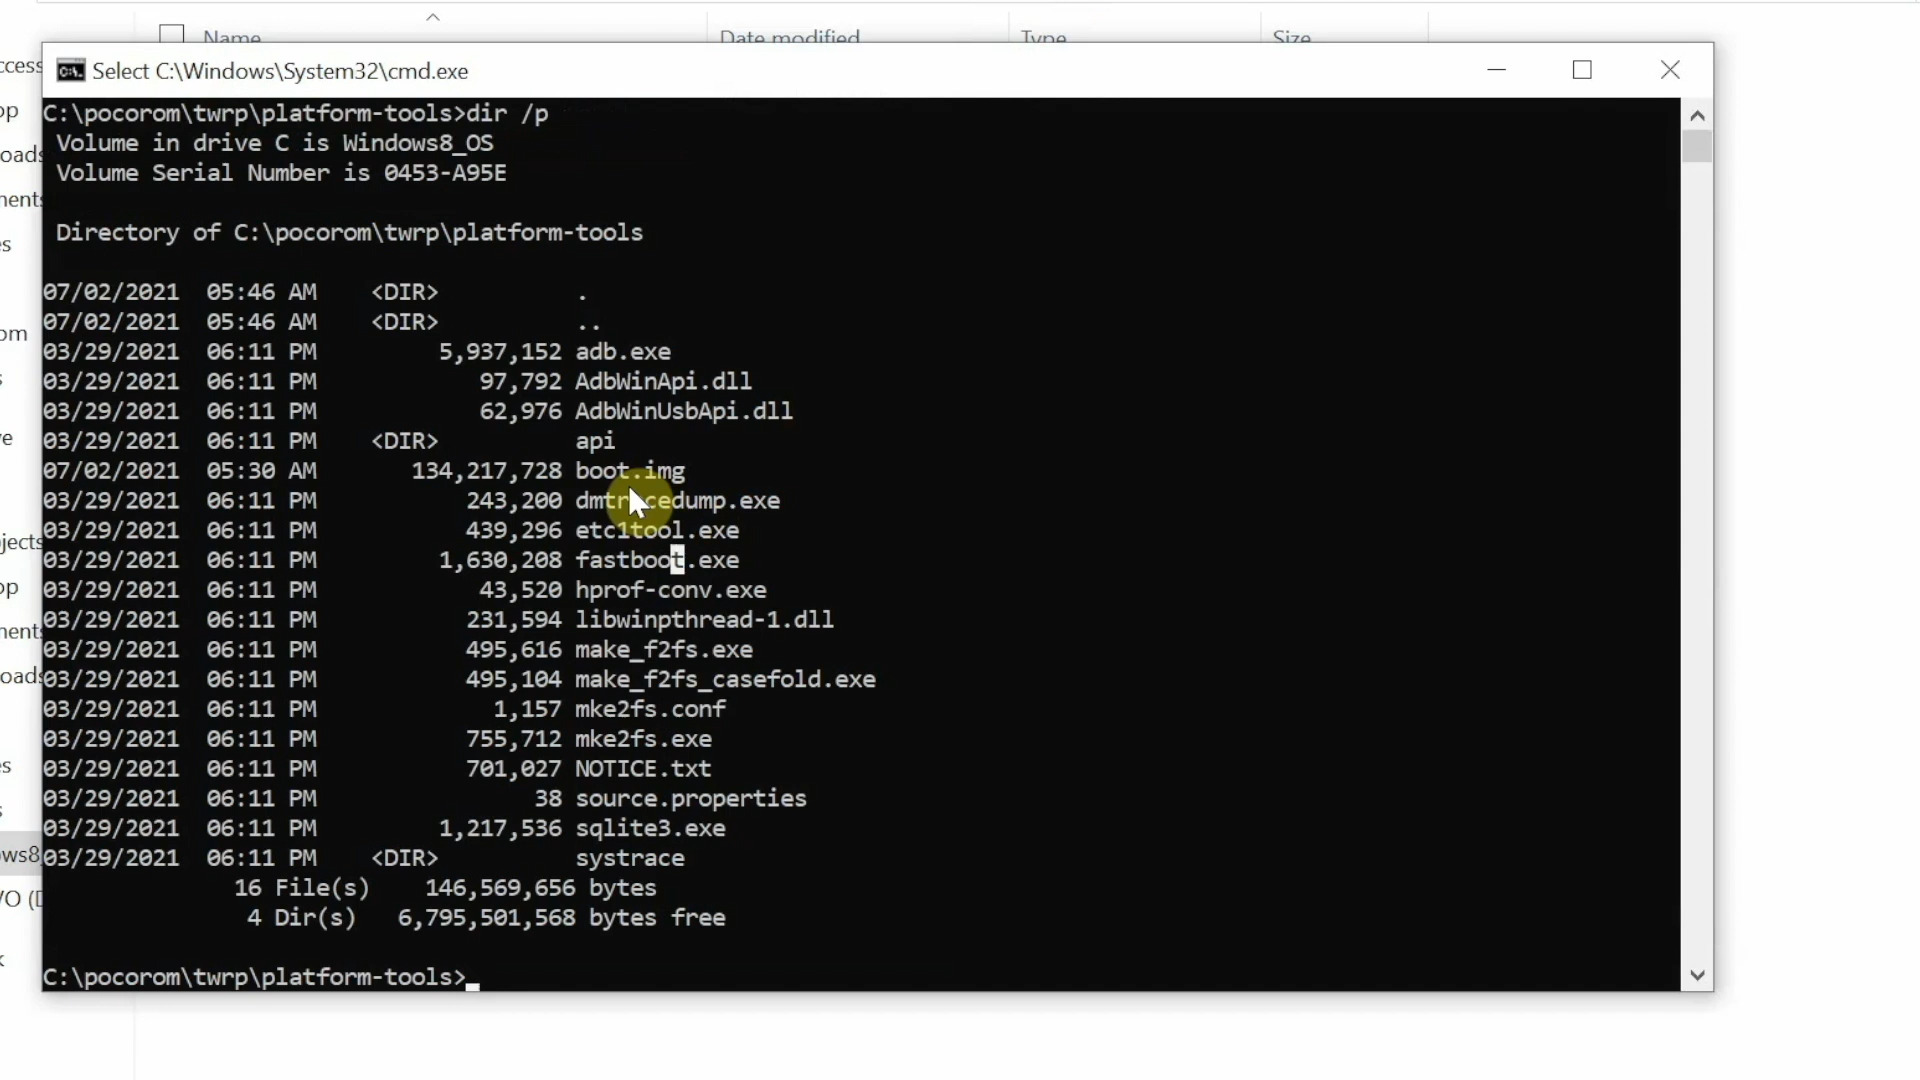 Name Date modified Type Size
Select C:\Windows\System32\cmd.exe
C:\pocorom\twrp\platform-tools>dir /p
Volume in drive C is Windows8_OS
Volume Serial Number is 0453-A95E
Directory of C:\pocorom\twrp\platform-tools
07/02/2021 05:46 AM <DIR> .
07/02/2021 05:46 AM <DIR> ..
03/29/2021 06:11 PM 5,937,152 adb.exe
03/29/2021 06:11 PM 97,792 AdbWinApi.dll
03/29/2021 06:11 PM 62,976 AdbWinUsbApi.dll
03/29/2021 06:11 PM <DIR> api
07/02/2021 05:30 AM 134,217,728 boot.img
03/29/2021 06:11 PM 243,200 dmtracedump.exe
03/29/2021 06:11 PM 439,296 etc1tool.exe
03/29/2021 06:11 PM 1,630,208 fastboot.exe
03/29/2021 06:11 PM 43,520 hprof-conv.exe
03/29/2021 06:11 PM 231,594 libwinpthread-1.dll
03/29/2021 06:11 PM 495,616 make_f2fs.exe
03/29/2021 06:11 PM 495,104 make_f2fs_casefold.exe
03/29/2021 06:11 PM 1,157 mke2fs.conf
03/29/2021 06:11 PM 755,712 mke2fs.exe
03/29/2021 06:11 PM 701,027 NOTICE.txt
03/29/2021 06:11 PM 38 source.properties
03/29/2021 06:11 PM 1,217,536 sqlite3.exe
03/29/2021 06:11 PM <DIR> systrace
16 File(s) 146,569,656 bytes
4 Dir(s) 6,795,501,568 bytes free
C:\pocorom\twrp\platform-tools>